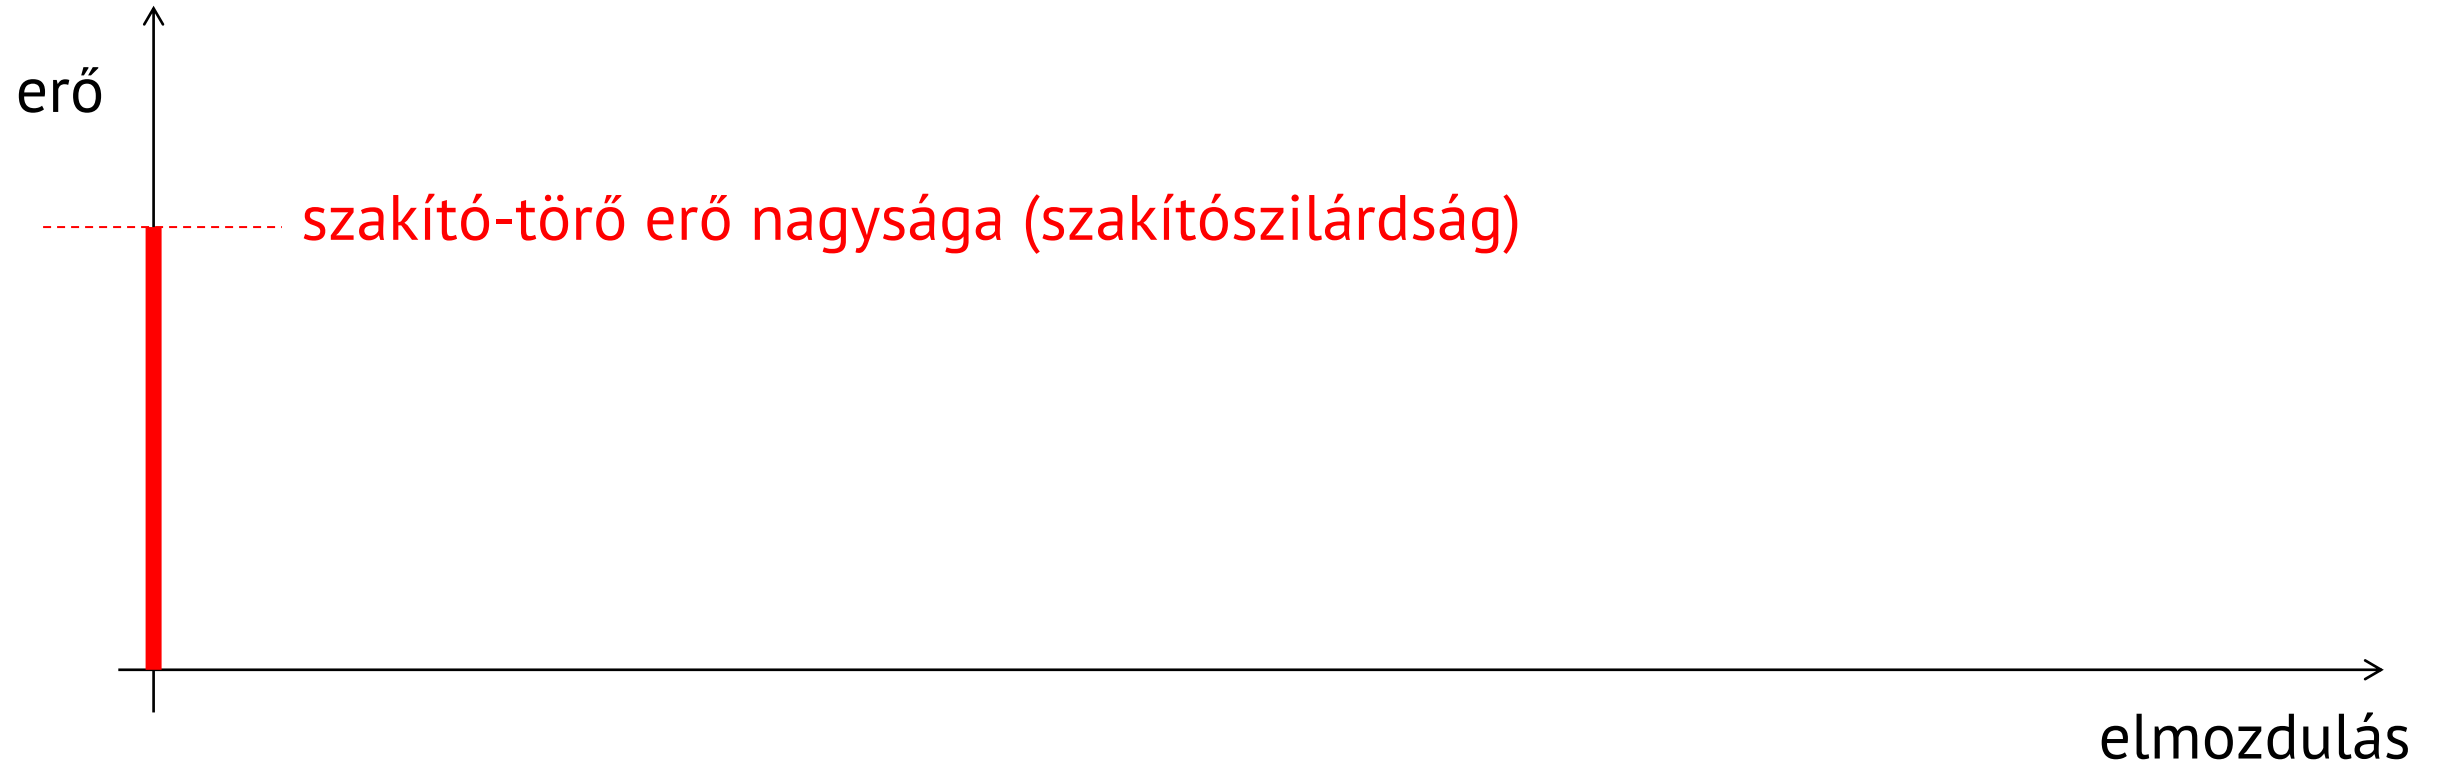 erő
szakító-törő erő nagysága (szakítószilárdság)
elmozdulás